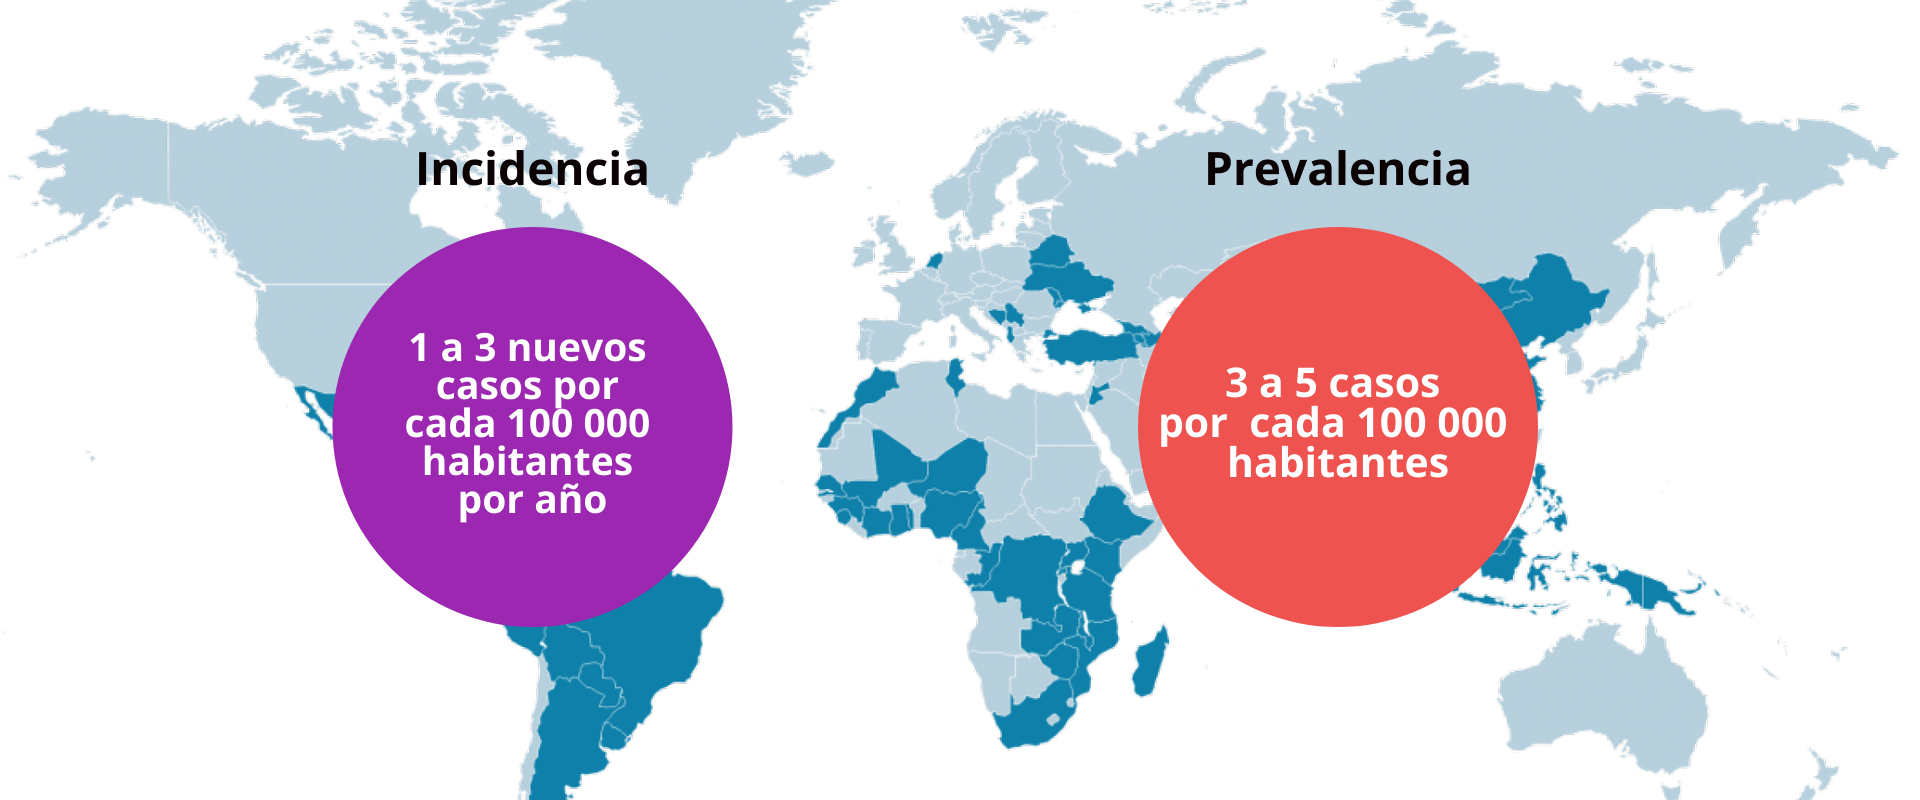 Incidencia
1 a 3 nuevos
casos por
cada 100 000
habitantes
por año
Prevalencia
3 a 5 casos
por  cada 100 000
habitantes